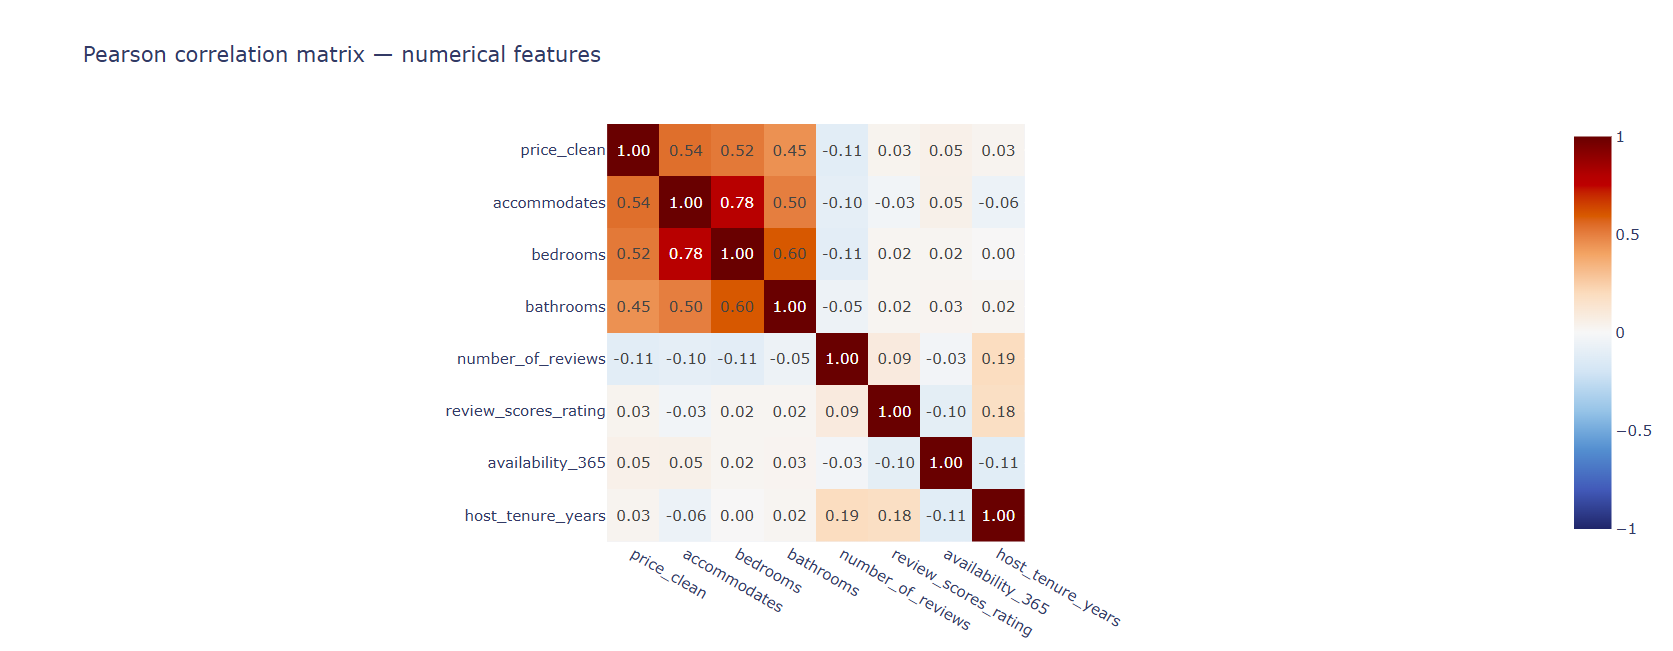 Pearson correlation matrix — numerical features
price_clean 1.00 0.54 0.52 0.45 -0.11 0.03 0.05 0.03
accommodates 0.54 1.00 0.78 0.50 -0.10 -0.03 0.05 -0.06
bedrooms 0.52 0.78 1.00 0.60 -0.11 0.02 0.02 0.00
bathrooms 0.45 0.50 0.60 1.00 -0.05 0.02 0.03 0.02
number_of_reviews -0.11 -0.10 -0.11 -0.05 1.00 0.09 -0.03 0.19
review_scores_rating 0.03 -0.03 0.02 0.02 0.09 1.00 -0.10 0.18
availability_365 0.05 0.05 0.02 0.03 -0.03 -0.10 1.00 -0.11
host_tenure_years 0.03 -0.06 0.00 0.02 0.19 0.18 -0.11 1.00
price_clean
accommodates
bedrooms
bathrooms
number_of_reviews
review_scores_rating
availability_365
host_tenure_years
1
0.5
0
−0.5
−1